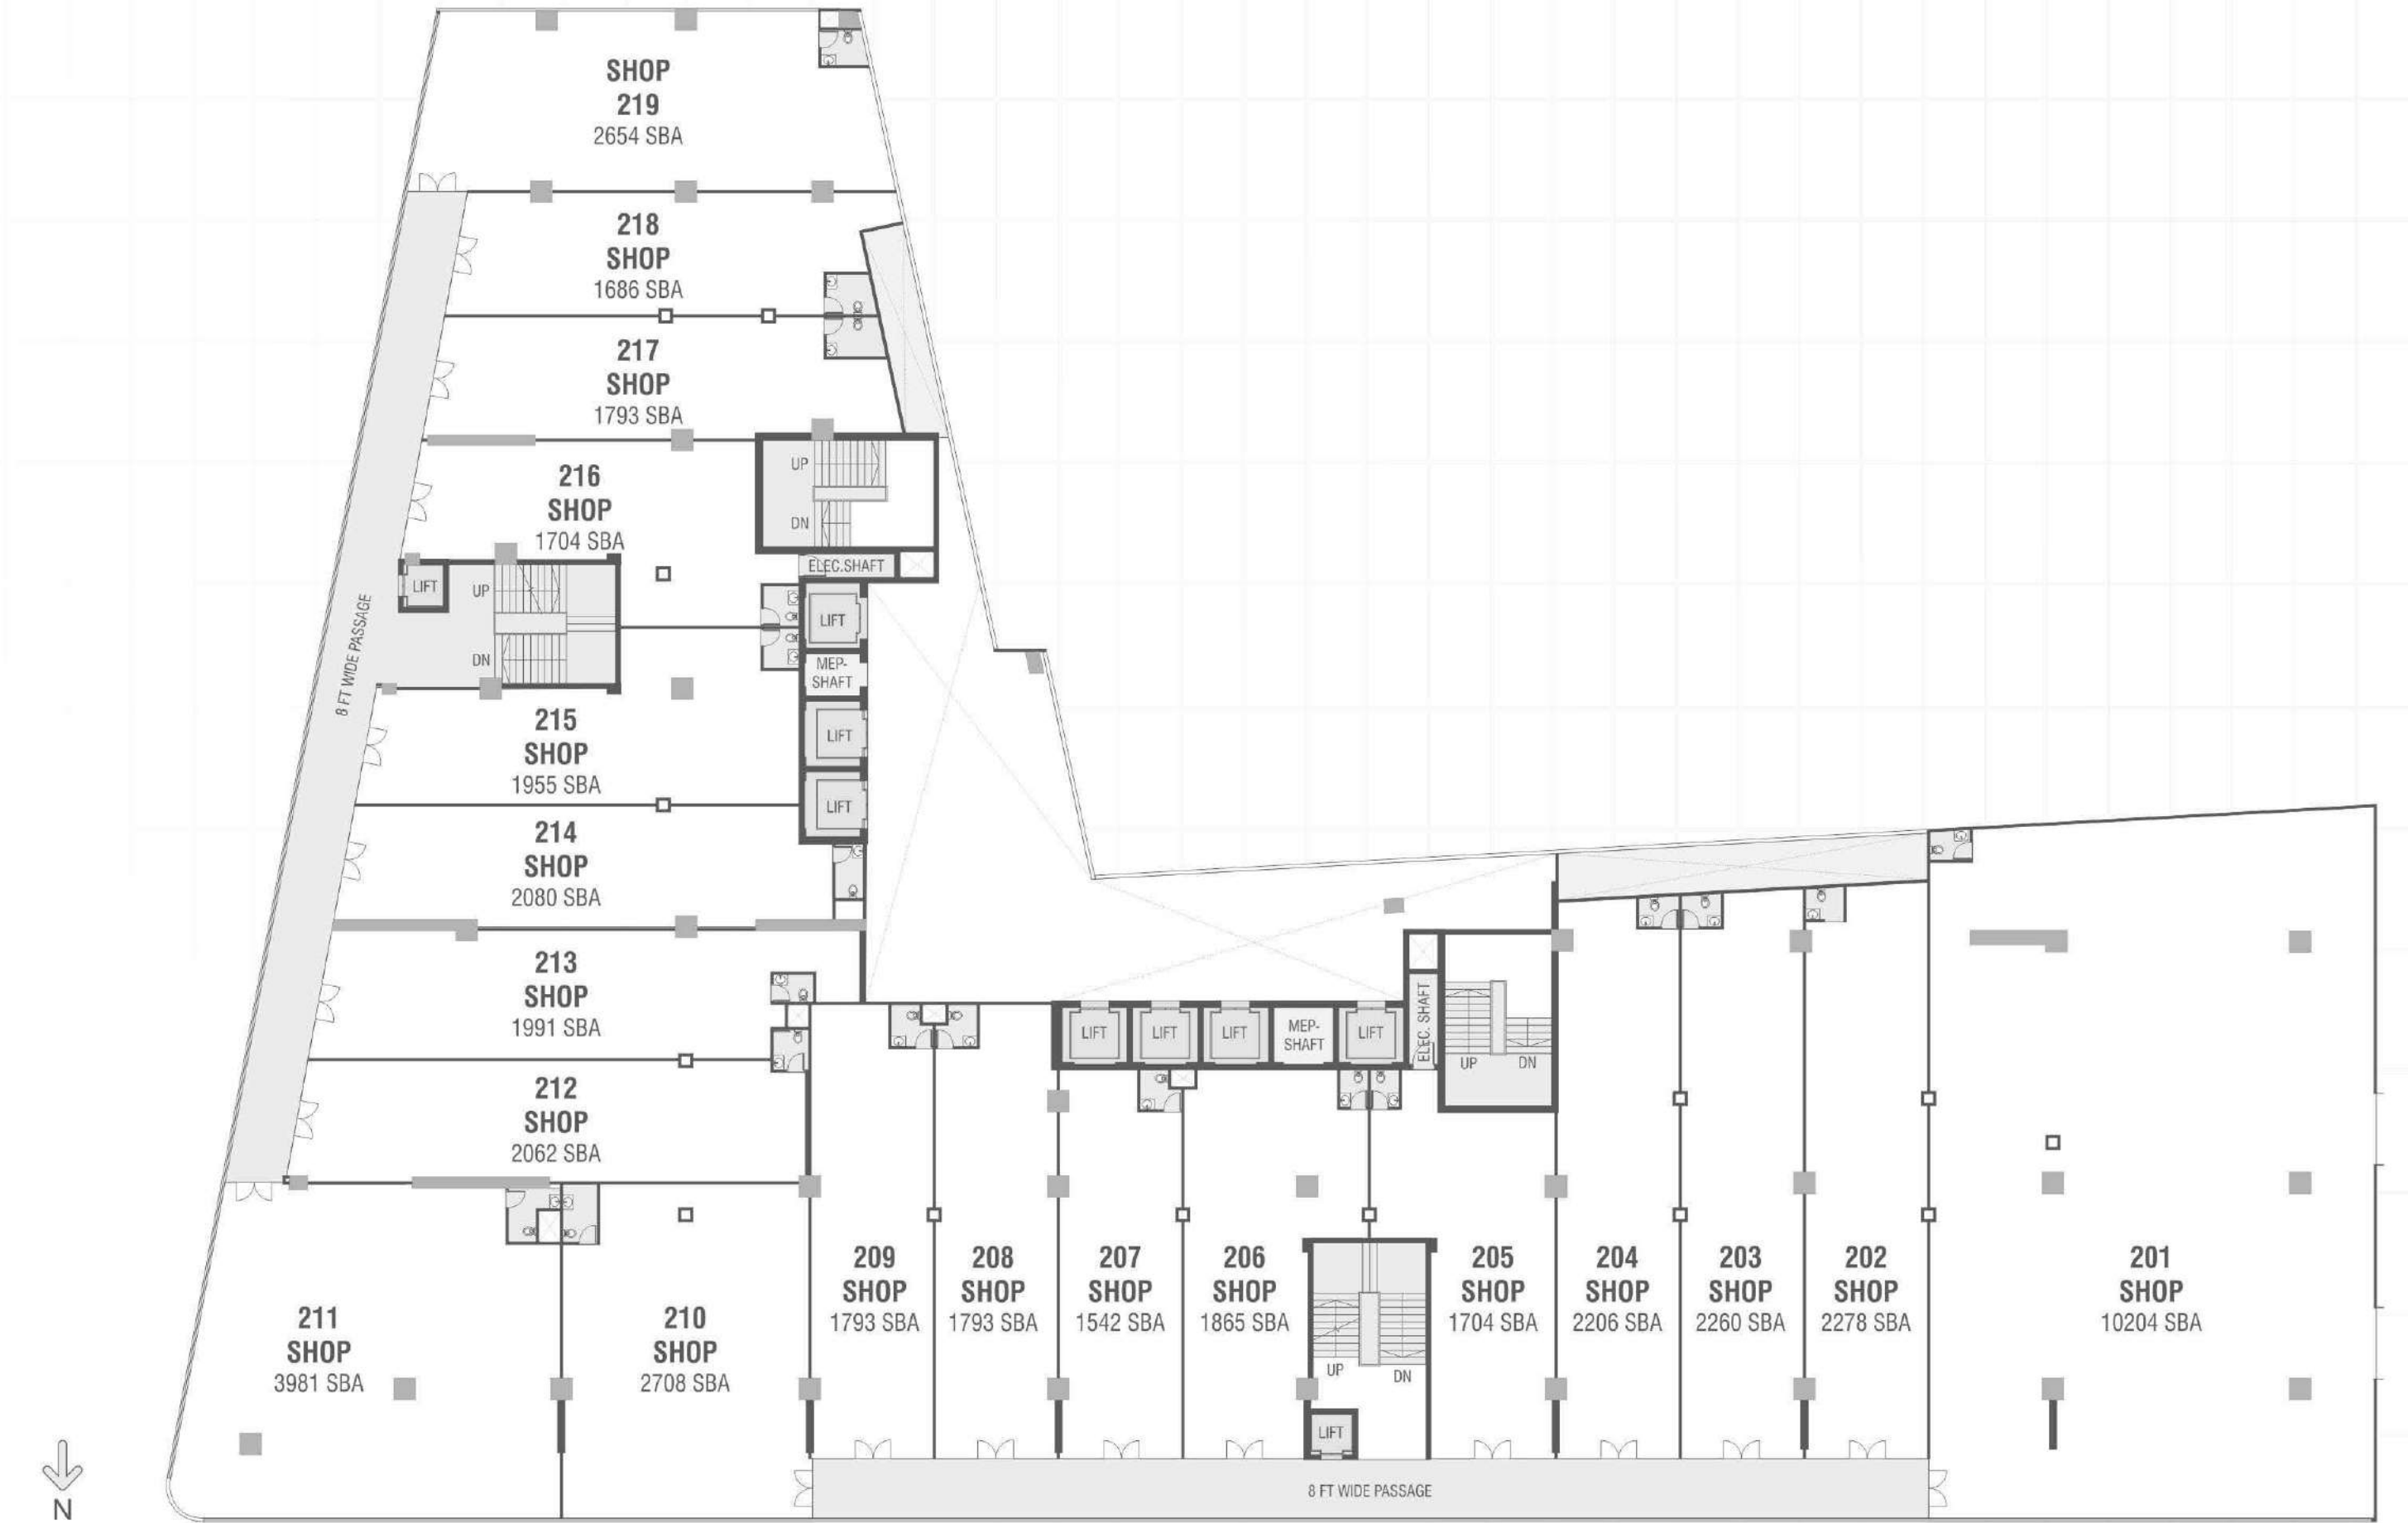 SHOP
219
2654 SBA
218
SHOP
1686 SBA
217
SHOP
1793 SBA
216
SHOP
1704 SBA
UP
DN
ELEC.SHAFT
LIFT
UP
DN
8 FT WIDE PASSAGE
LIFT
MEP-
SHAFT
LIFT
LIFT
215
SHOP
1955 SBA
214
SHOP
2080 SBA
213
SHOP
1991 SBA
212
SHOP
2062 SBA
LIFT
LIFT
LIFT
MEP-
SHAFT
LIFT
ELEC. SHAFT
UP
DN
211
SHOP
3981 SBA
210
SHOP
2708 SBA
209
SHOP
1793 SBA
208
SHOP
1793 SBA
207
SHOP
1542 SBA
206
SHOP
1865 SBA
UP
DN
LIFT
205
SHOP
1704 SBA
204
SHOP
2206 SBA
203
SHOP
2260 SBA
202
SHOP
2278 SBA
201
SHOP
10204 SBA
8 FT WIDE PASSAGE
N